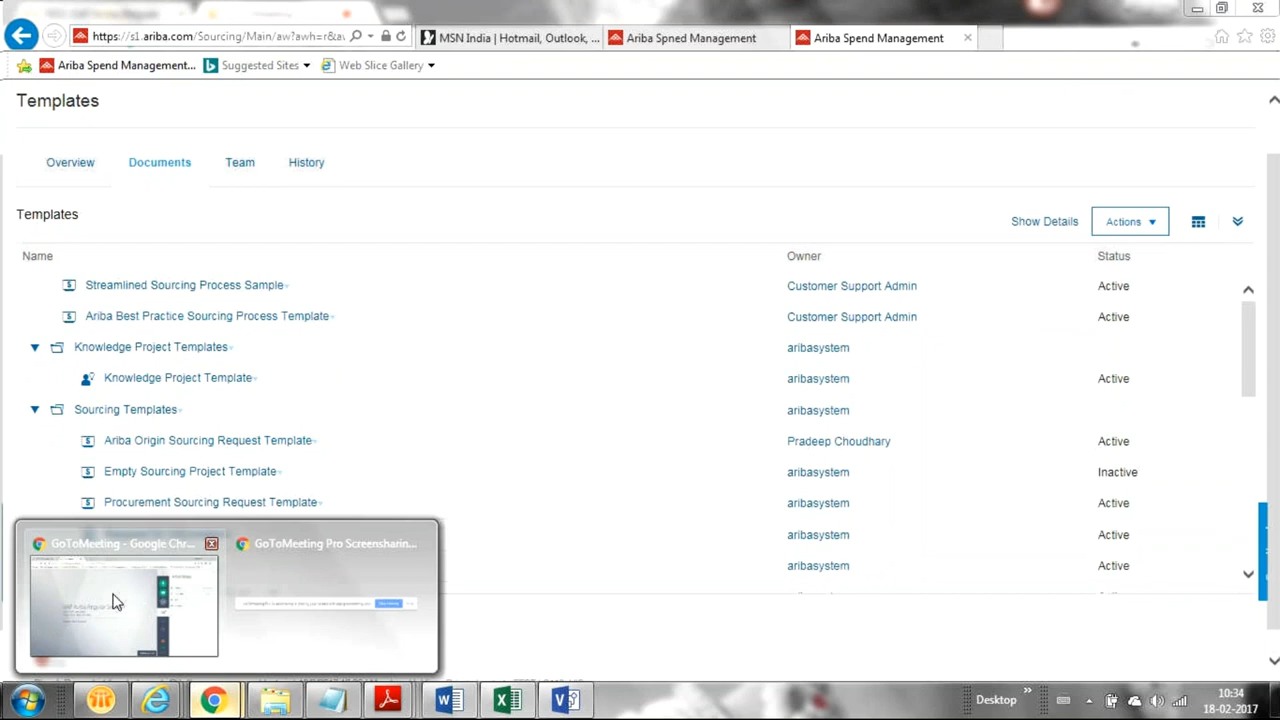 https://s1.ariba.com/Sourcing/Main/aw?awh=r&
MSN India | Hotmail, Outlook, ...
Ariba Spned Management
Ariba Spend Management
Ariba Spend Management...
Suggested Sites
Web Slice Gallery
Templates
Overview
Documents
Team
History
Templates
Show Details
Actions
Name
Owner
Status
Streamlined Sourcing Process Sample
Customer Support Admin
Active
Ariba Best Practice Sourcing Process Template
Customer Support Admin
Active
Knowledge Project Templates
aribasystem
Knowledge Project Template
aribasystem
Active
Sourcing Templates
aribasystem
Ariba Origin Sourcing Request Template
Pradeep Choudhary
Active
Empty Sourcing Project Template
aribasystem
Inactive
Procurement Sourcing Request Template
aribasystem
Active
aribasystem
Active
aribasystem
Active
GoToMeeting - Google Chr...
GoToMeeting Pro Screensharin...
Desktop
10:34
18-02-2017